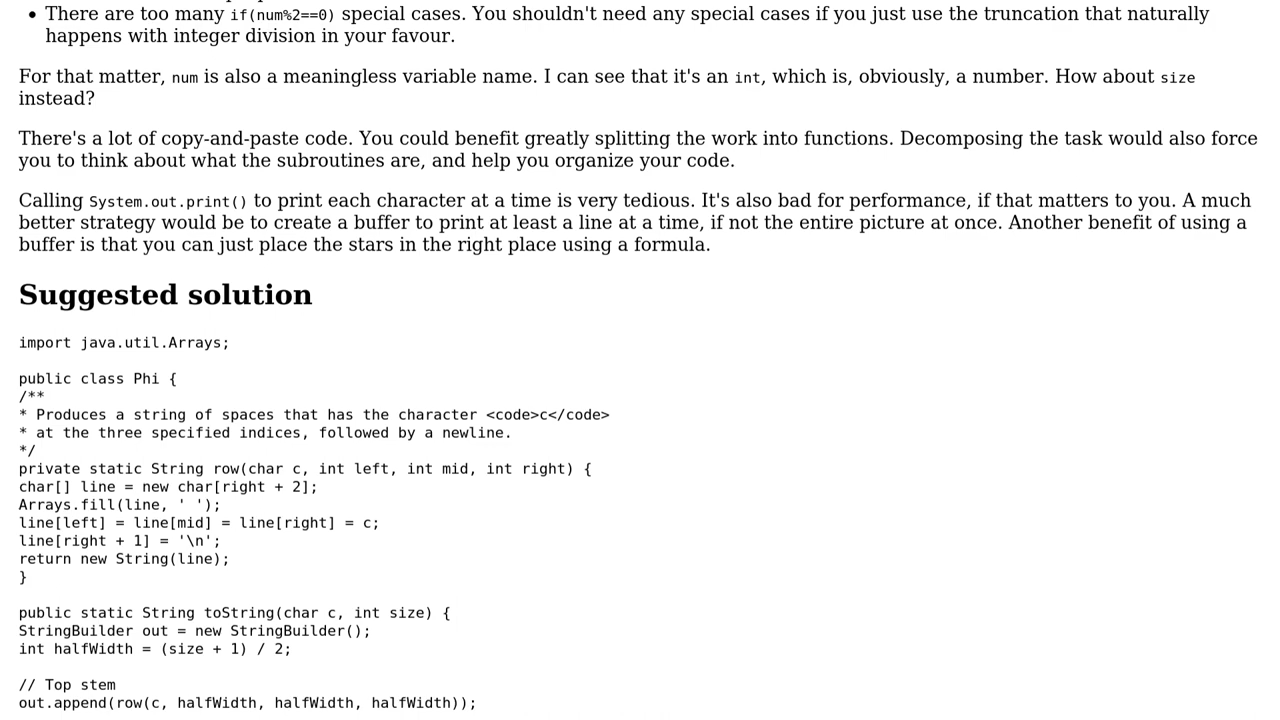 • There are too many if(num%2==0) special cases. You shouldn't need any special cases if you just use the truncation that naturally
happens with integer division in your favour.
For that matter, num is also a meaningless variable name. I can see that it's an int, which is, obviously, a number. How about size
instead?
There's a lot of copy-and-paste code. You could benefit greatly splitting the work into functions. Decomposing the task would also force
you to think about what the subroutines are, and help you organize your code.
Calling System.out.print() to print each character at a time is very tedious. It's also bad for performance, if that matters to you. A much
better strategy would be to create a buffer to print at least a line at a time, if not the entire picture at once. Another benefit of using a
buffer is that you can just place the stars in the right place using a formula.
Suggested solution
import java.util.Arrays;
public class Phi {
/**
* Produces a string of spaces that has the character <code>c</code>
* at the three specified indices, followed by a newline.
*/
private static String row(char c, int left, int mid, int right) {
char[] line = new char[right + 2];
Arrays.fill(line, ' ');
line[left] = line[mid] = line[right] = c;
line[right + 1] = '\n';
return new String(line);
}
public static String toString(char c, int size) {
StringBuilder out = new StringBuilder();
int halfWidth = (size + 1) / 2;
// Top stem
out.append(row(c, halfWidth, halfWidth, halfWidth));